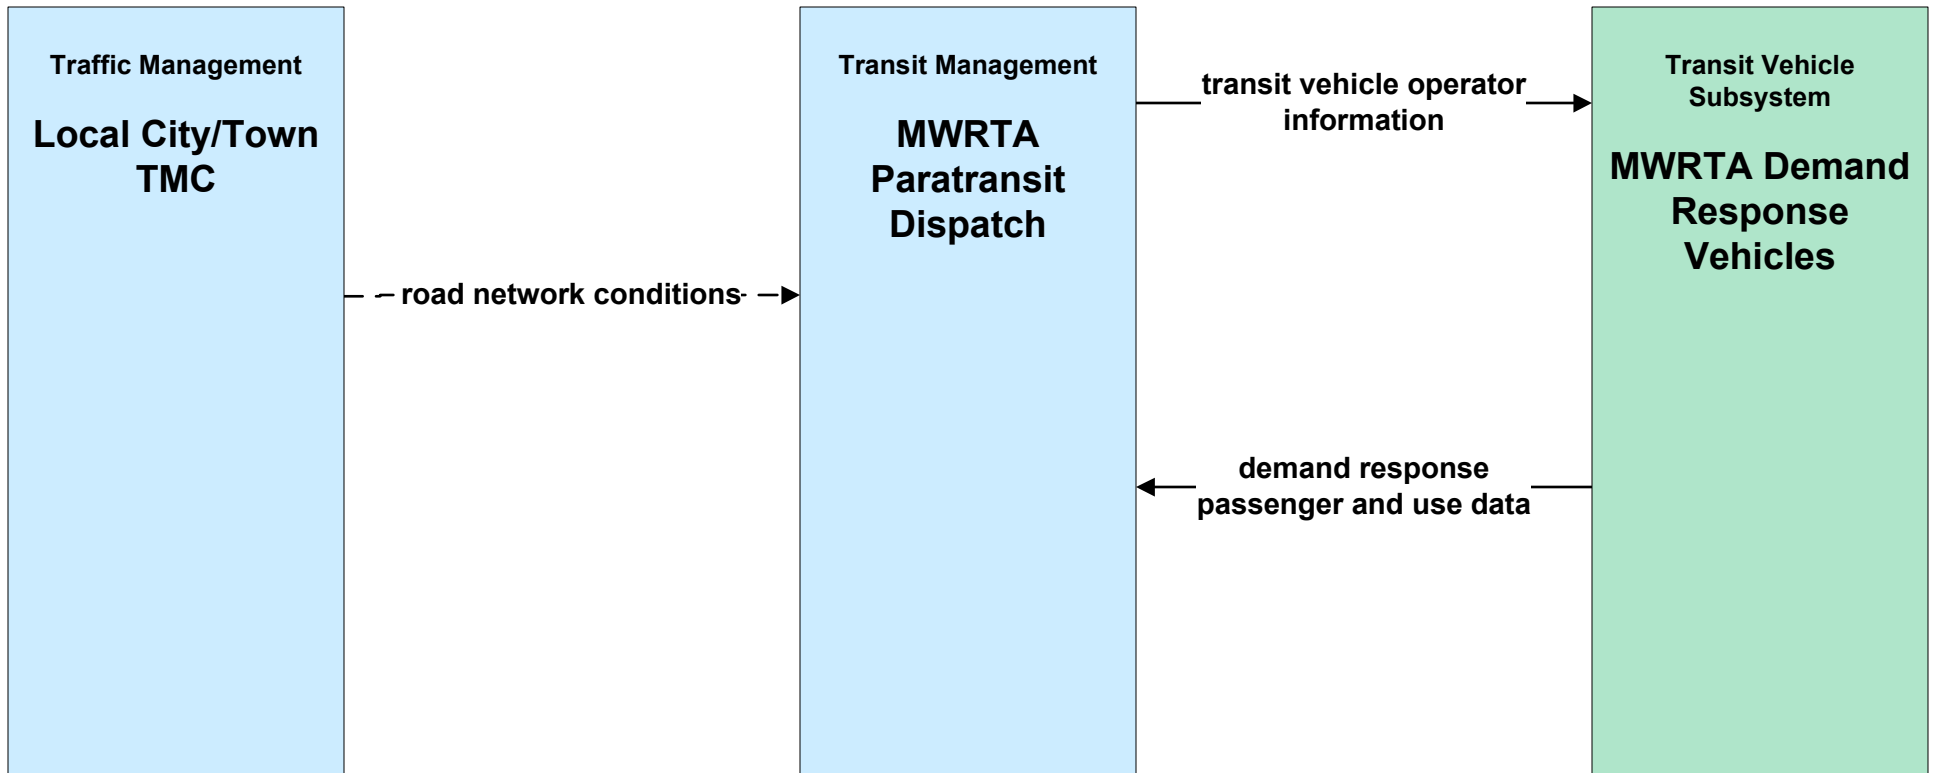 Traffic Management
Local City/Town
TMC
road network conditions
Transit Management
MWRTA
Paratransit
Dispatch
transit vehicle operator
information
demand response
passenger and use data
Transit Vehicle
Subsystem
MWRTA Demand
Response
Vehicles